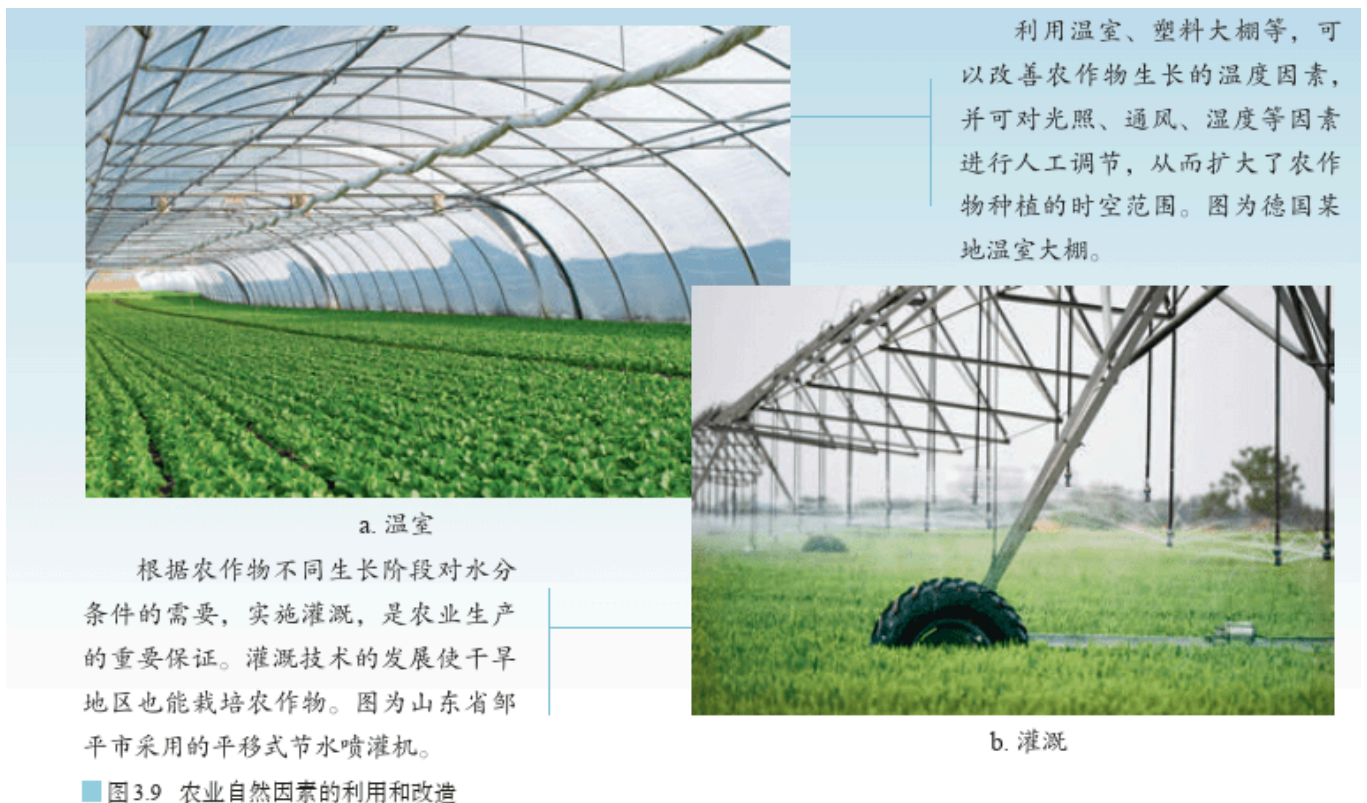 利用温室、塑料大棚等，可
以改善农作物生长的温度因素，
并可对光照、通风、湿度等因素
进行人工调节，从而扩大了农作
物种植的时空范围。图为德国某
地温室大棚。
a. 温室
根据农作物不同生长阶段对水分
条件的需要，实施灌溉，是农业生产
的重要保证。灌溉技术的发展使干旱
地区也能栽培农作物。图为山东省邹
平市采用的平移式节水喷灌机。
b. 灌溉
图3.9 农业自然因素的利用和改造